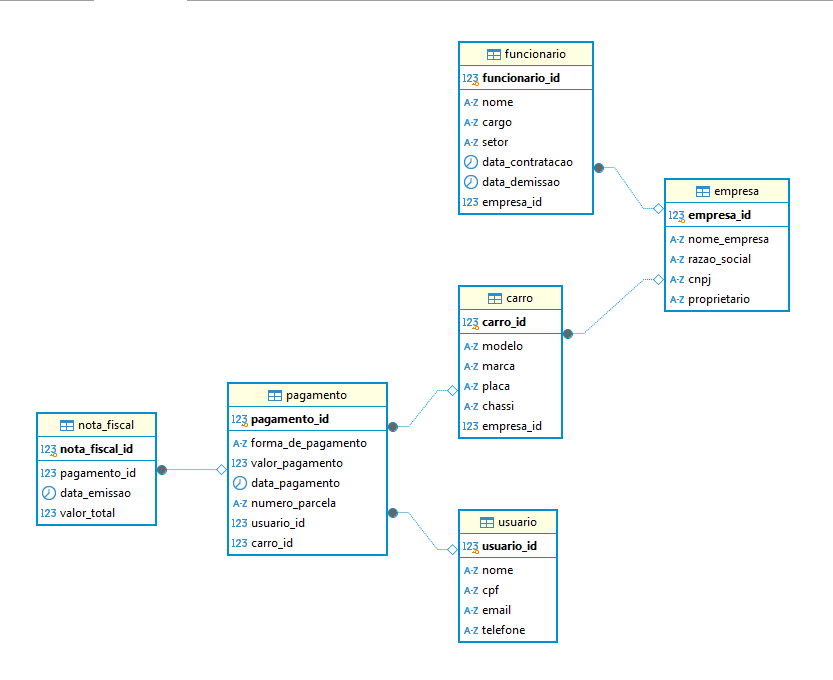 funcionario
123 funcionario_id
A-Z nome
A-Z cargo
A-Z setor
data_contratacao
data_demissao
123 empresa_id
empresa
123 empresa_id
A-Z nome_empresa
A-Z razao_social
A-Z cnpj
A-Z proprietario
carro
123 carro_id
A-Z modelo
A-Z marca
A-Z placa
A-Z chassi
123 empresa_id
pagamento
123 pagamento_id
A-Z forma_de_pagamento
123 valor_pagamento
data_pagamento
A-Z numero_parcela
123 usuario_id
123 carro_id
nota_fiscal
123 nota_fiscal_id
123 pagamento_id
data_emissao
123 valor_total
usuario
123 usuario_id
A-Z nome
A-Z cpf
A-Z email
A-Z telefone